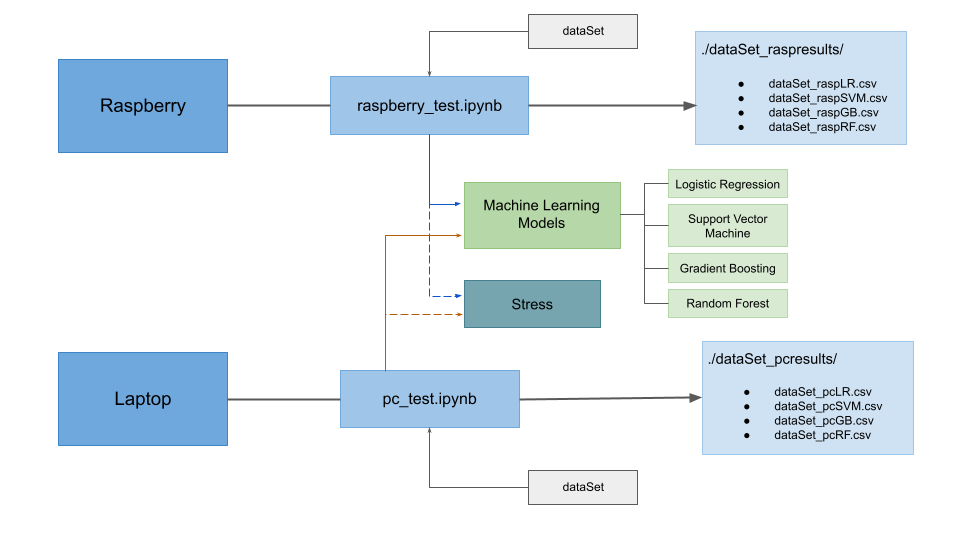 dataSet
./dataSet_raspresults/
● dataSet_raspLR.csv
● dataSet_raspSVM.csv
● dataSet_raspGB.csv
● dataSet_raspRF.csv
Raspberry
raspberry_test.ipynb
Machine Learning
Models
Logistic Regression
Support Vector
Machine
Gradient Boosting
Random Forest
Stress
Laptop
pc_test.ipynb
./dataSet_pcresults/
● dataSet_pcLR.csv
● dataSet_pcSVM.csv
● dataSet_pcGB.csv
● dataSet_pcRF.csv
dataSet